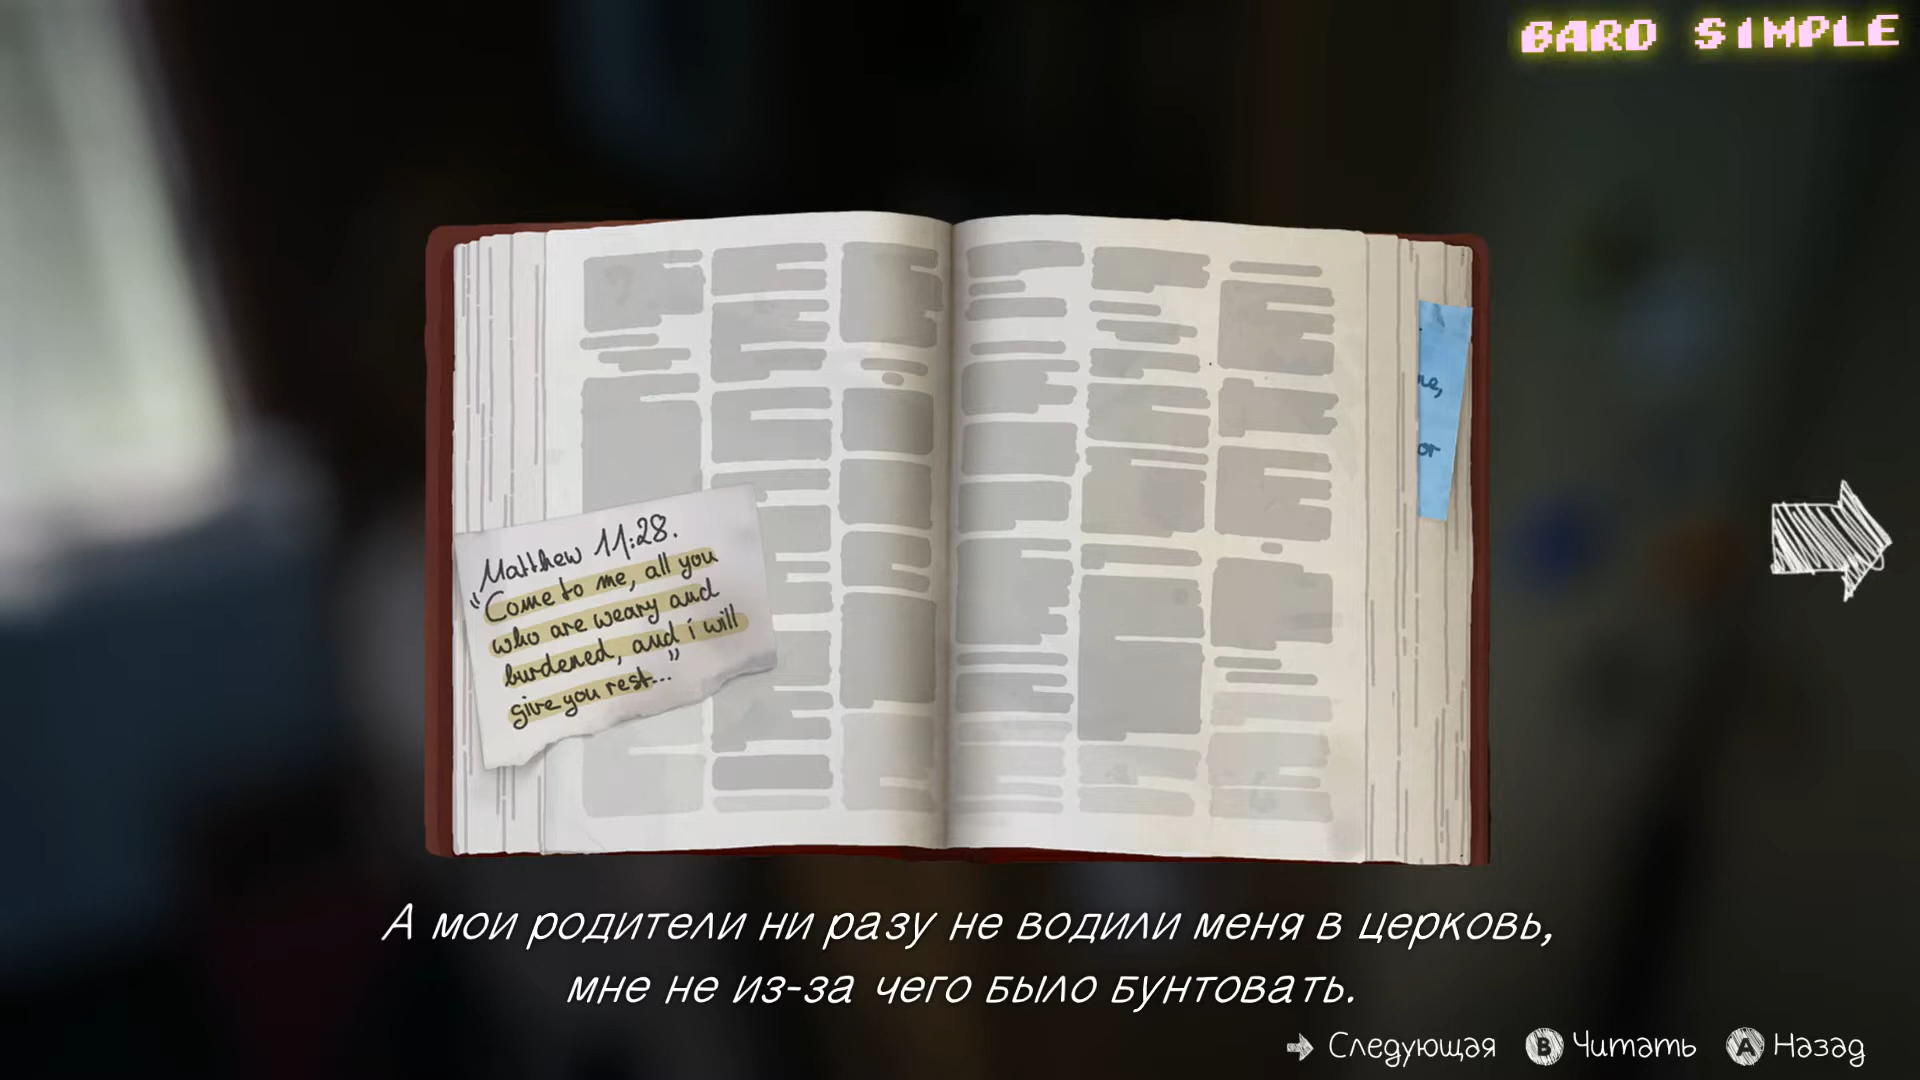 BARD SIMPLE
Matthew 11:28.
"Come to me, all you
who are weary and
burdened, and i will
give you rest..."
or
А мои родители ни разу не водили меня в церковь,
мне не из-за чего было бунтовать.
Следующая B Читать A Назад